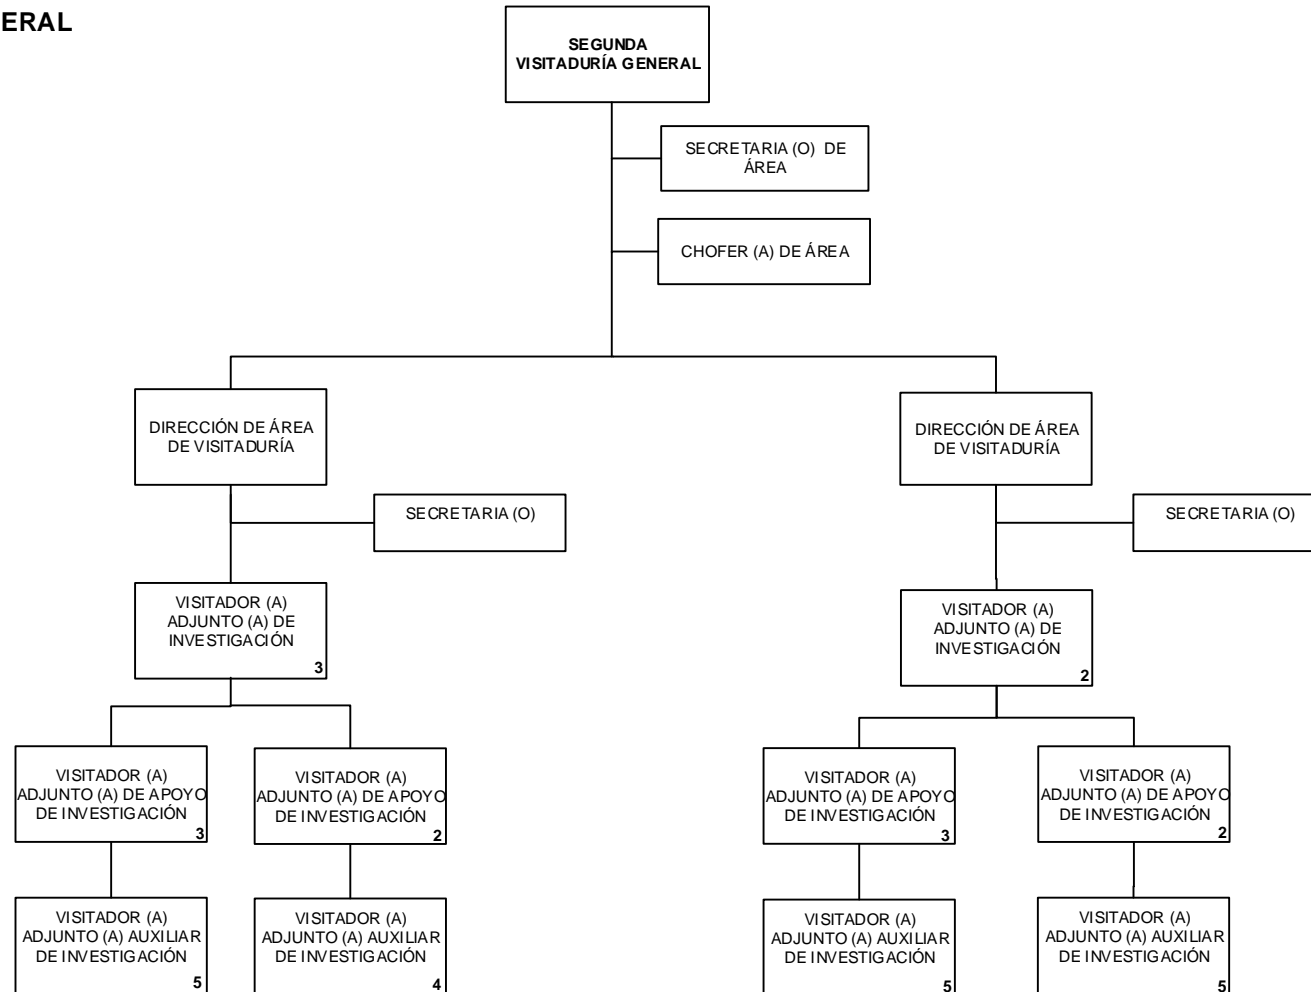 ERAL
SEGUNDA
VISITADURÍA GENERAL
SECRETARIA (O) DE
ÁREA
CHOFER (A) DE ÁREA
DIRECCIÓN DE ÁREA
DE VISITADURÍA
DIRECCIÓN DE ÁREA
DE VISITADURÍA
SECRETARIA (O)
SECRETARIA (O)
VISITADOR (A)
ADJUNTO (A) DE
INVESTIGACIÓN
3
VISITADOR (A)
ADJUNTO (A) DE
INVESTIGACIÓN
2
VISITADOR (A)
ADJUNTO (A) DE APOYO
DE INVESTIGACIÓN
3
VISITADOR (A)
ADJUNTO (A) DE APOYO
DE INVESTIGACIÓN
2
VISITADOR (A)
ADJUNTO (A) DE APOYO
DE INVESTIGACIÓN
3
VISITADOR (A)
ADJUNTO (A) DE APOYO
DE INVESTIGACIÓN
2
VISITADOR (A)
ADJUNTO (A) AUXILIAR
DE INVESTIGACIÓN
5
VISITADOR (A)
ADJUNTO (A) AUXILIAR
DE INVESTIGACIÓN
4
VISITADOR (A)
ADJUNTO (A) AUXILIAR
DE INVESTIGACIÓN
5
VISITADOR (A)
ADJUNTO (A) AUXILIAR
DE INVESTIGACIÓN
5